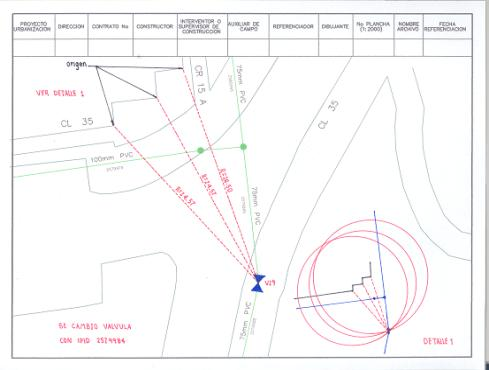 PROYECTO URBANIZACION
DIRECCION
CONTRATO No
CONSTRUCTOR
INTERVENTOR O SUPERVISOR DE CONSTRUCCION
AUXILIAR DE CAMPO
REFERENCIADOR
DIBUJANTE
No PLANCHA (1: 2000)
NOMBRE ARCHIVO
FECHA REFERENCIACION
origen
VER DETALLE 1
CR 15 A
75mm PVC
CL 35
CL 35
100mm PVC
75mm PVC
V19
75mm PVC
SE CAMBIO VALVULA
DETALLE 1